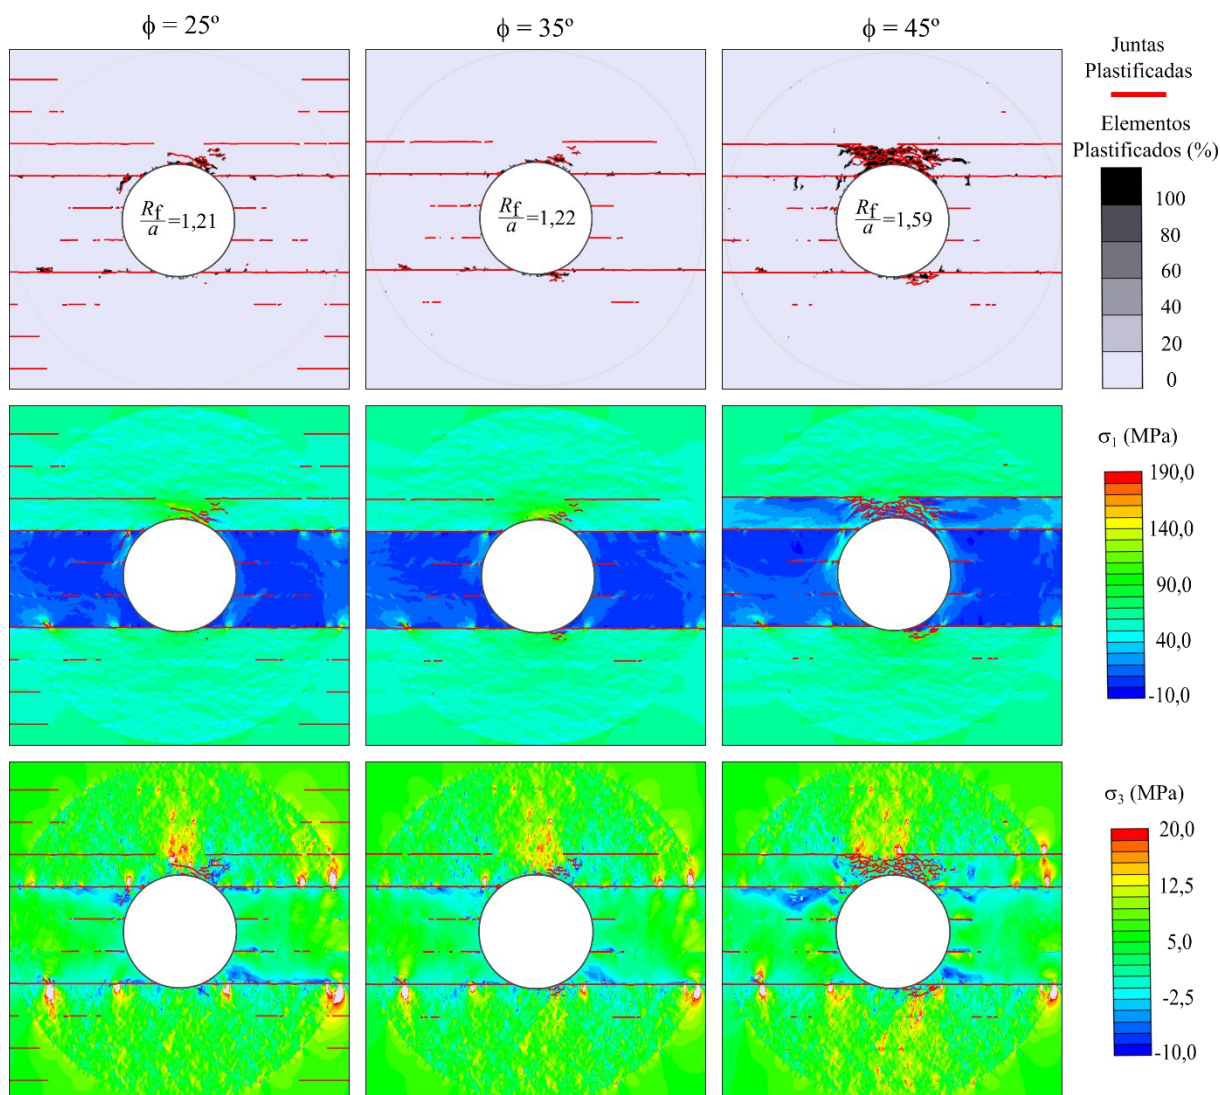 ϕ = 25º
ϕ = 35º
ϕ = 45º
Juntas
Plastificadas
Elementos
Plastificados (%)
100
80
60
40
20
0
Rf/a=1,21
Rf/a=1,22
Rf/a=1,59
σ1 (MPa)
190,0
140,0
90,0
40,0
-10,0
σ3 (MPa)
20,0
12,5
5,0
-2,5
-10,0